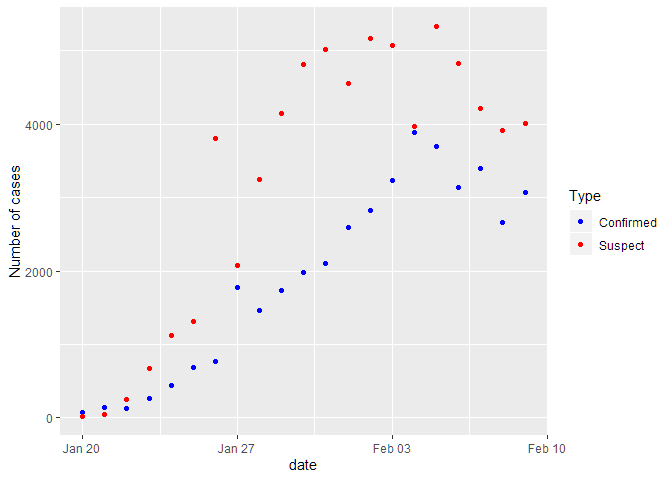 Number of cases
4000
2000
0
Jan 20
Jan 27
Feb 03
Feb 10
date
Type
Confirmed
Suspect